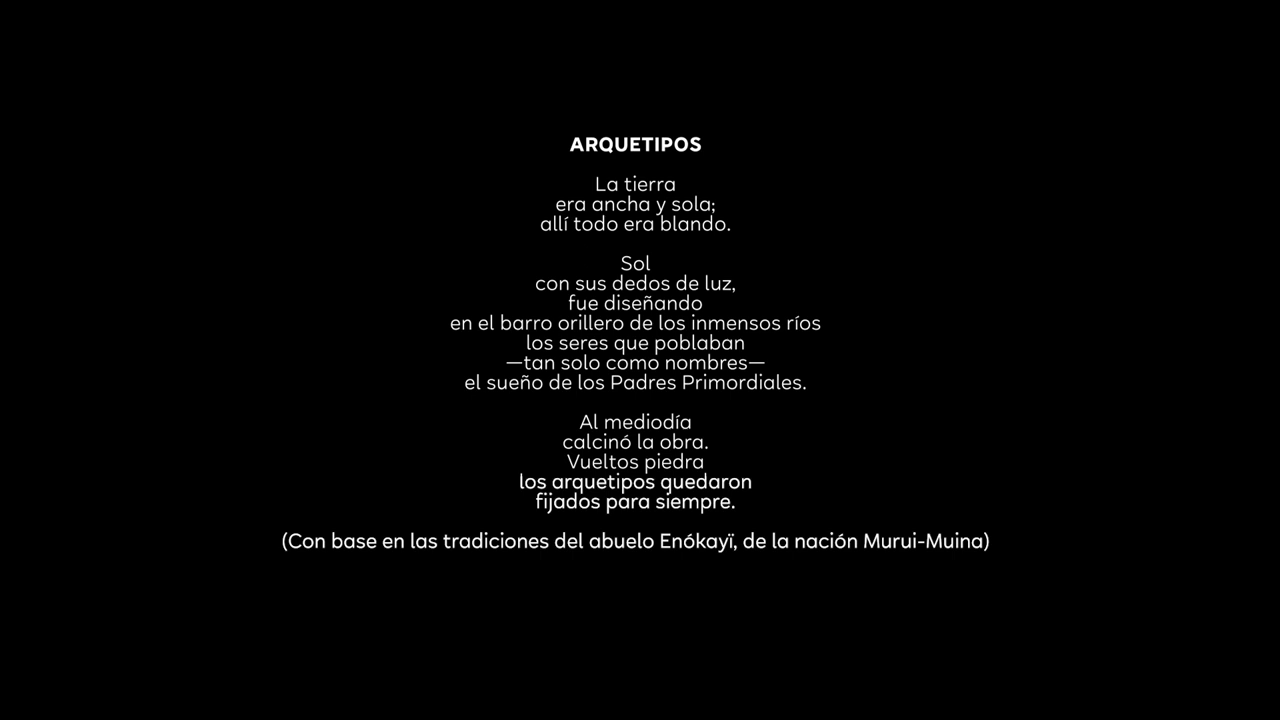 ARQUETIPOS
La tierra
era ancha y sola;
allí todo era blando.
Sol
con sus dedos de luz,
fue diseñando
en el barro orillero de los inmensos ríos
los seres que poblaban
—tan solo como nombres—
el sueño de los Padres Primordiales.
Al mediodía
calcinó la obra.
Vueltos piedra
los arquetipos quedaron
fijados para siempre.
(Con base en las tradiciones del abuelo Enókayï, de la nación Murui-Muina)